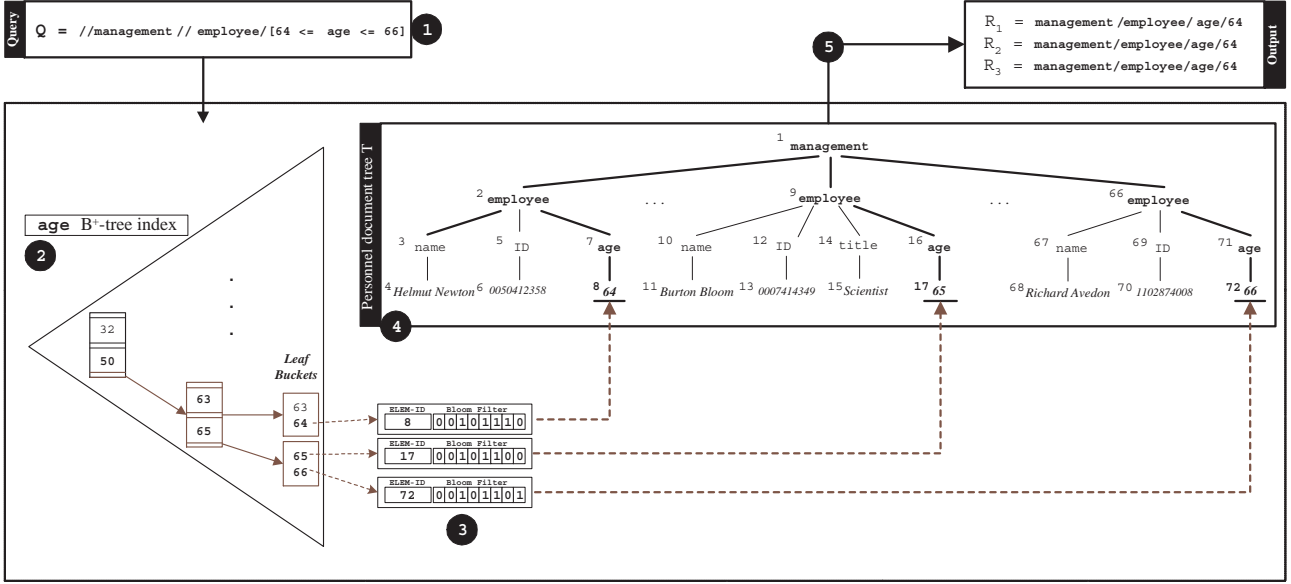 Query
Q = //management // employee/[64 <= age <= 66]
1
5
R1 = management/employee/ age/64
R2 = management/employee/age/64
R3 = management/employee/age/64
Output
Personnel document tree T
4
1 management
2 employee
...
9 employee
...
66 employee
3 name
5 ID
7 age
10 name
12 ID
14 title
16 age
67 name
69 ID
71 age
4 Helmut Newton
6 0050412358
8 64
11 Burton Bloom
13 0007414349
15 Scientist
17 65
68 Richard Avedon
70 1102874008
72 66
age B+-tree index
2
.
.
.
32
50
63
65
Leaf
Buckets
63
64
65
66
ELEM-ID Bloom Filter
8 0 0 1 0 1 1 1 0
ELEM-ID Bloom Filter
17 0 0 1 0 1 1 0 0
ELEM-ID Bloom Filter
72 0 0 1 0 1 1 0 1
3